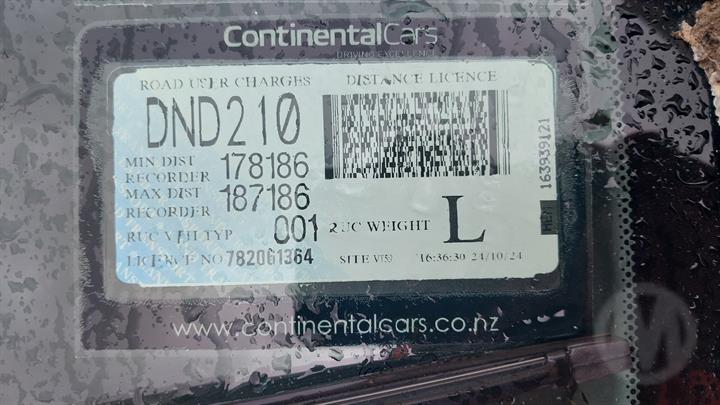 ContinentalCars
DRIVING EXCELLENCE
ROAD USER CHARGES DISTANCE LICENCE
DND210
MIN DIST RECORDER 178186
MAX DIST RECORDER 187186
RUC VEH TYP 001 RUC WEIGHT L
LICENCE NO 782061364 SITE VT59 16:36:30 24/10/24
163939121
www.continentalcars.co.nz